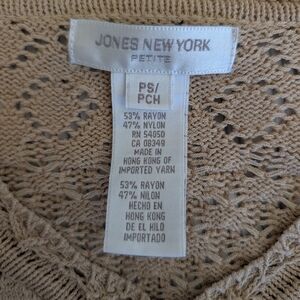 JONES NEW YORK
PETITE
PS/
PCH
53% RAYON
47% NYLON
RN 54050
CA 08349
MADE IN
HONG KONG OF
IMPORTED YARN
53% RAYON
47% NILON
HECHO EN
HONG KONG
DE EL HILO
IMPORTADO